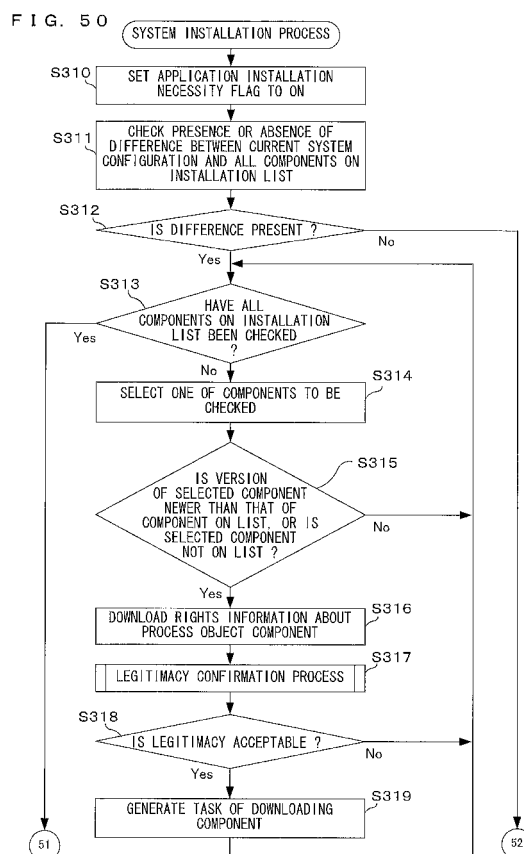 FIG. 50
SYSTEM INSTALLATION PROCESS
S310
SET APPLICATION INSTALLATION
NECESSITY FLAG TO ON
S311
CHECK PRESENCE OR ABSENCE OF
DIFFERENCE BETWEEN CURRENT SYSTEM
CONFIGURATION AND ALL COMPONENTS ON
INSTALLATION LIST
S312
IS DIFFERENCE PRESENT ?
No
Yes
S313
HAVE ALL
COMPONENTS ON INSTALLATION
LIST BEEN CHECKED
?
Yes
No
S314
SELECT ONE OF COMPONENTS TO BE
CHECKED
S315
IS VERSION
OF SELECTED COMPONENT
NEWER THAN THAT OF
COMPONENT ON LIST, OR IS
SELECTED COMPONENT
NOT ON LIST ?
No
Yes
S316
DOWNLOAD RIGHTS INFORMATION ABOUT
PROCESS OBJECT COMPONENT
S317
LEGITIMACY CONFIRMATION PROCESS
S318
IS LEGITIMACY ACCEPTABLE ?
No
Yes
S319
GENERATE TASK OF DOWNLOADING
COMPONENT
51
52